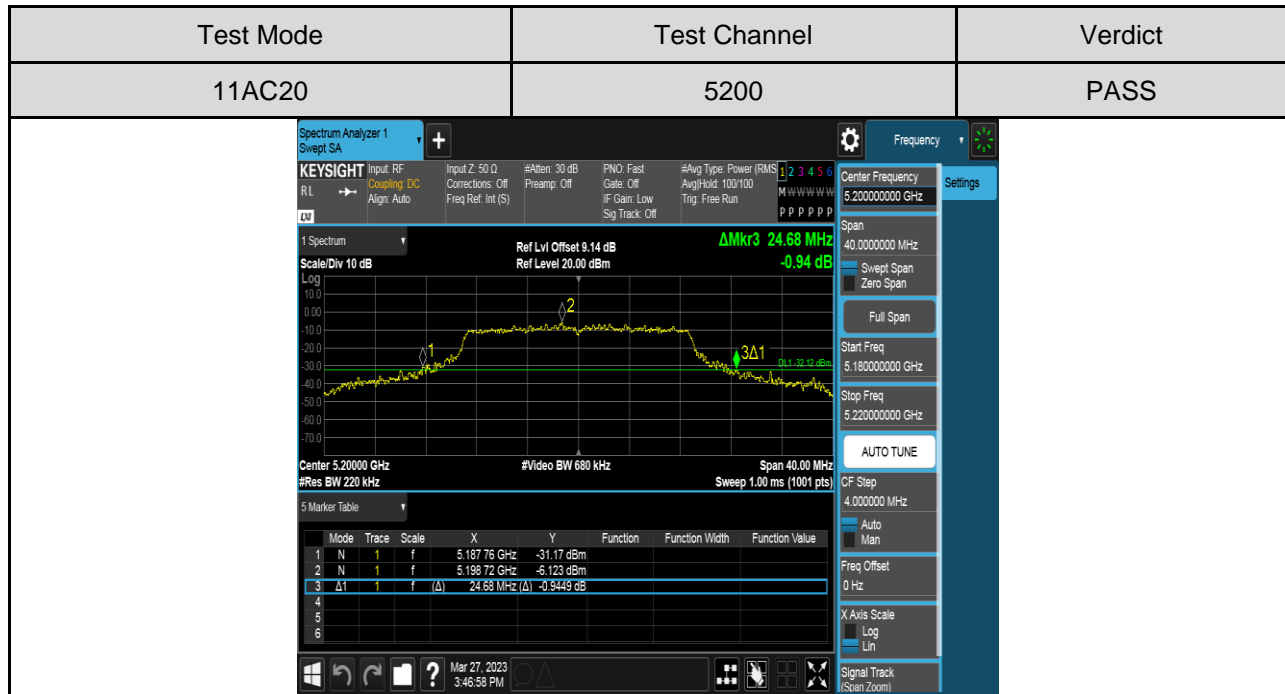 Test Mode Test Channel Verdict
11AC20 5200 PASS
Spectrum Analyzer 1
Swept SA
+
Frequency
KEYSIGHT Input: RF Input Z: 50 Ω #Atten: 30 dB PNO: Fast #Avg Type: Power (RMS 1 2 3 4 5 6
RL Coupling: DC Corrections: Off Preamp: Off Gate: Off Avg|Hold: 100/100 M W W W W W
Align: Auto Freq Ref: Int (S) IF Gain: Low Trig: Free Run
LXI Sig Track: Off P P P P P P
1 Spectrum Ref Lvl Offset 9.14 dB ΔMkr3 24.68 MHz
Scale/Div 10 dB Ref Level 20.00 dBm -0.94 dB
Log
10.0
0.00
-10.0
-20.0
-30.0
-40.0
-50.0
-60.0
-70.0
1
2
3Δ1
DL1 -32.12 dBm
Center 5.20000 GHz #Video BW 680 kHz Span 40.00 MHz
#Res BW 220 kHz Sweep 1.00 ms (1001 pts)
5 Marker Table
Mode Trace Scale X Y Function Function Width Function Value
1 N 1 f 5.187 76 GHz -31.17 dBm
2 N 1 f 5.198 72 GHz -6.123 dBm
3 Δ1 1 f (Δ) 24.68 MHz (Δ) -0.9449 dB
4
5
6
?
Mar 27, 2023
3:46:58 PM
Center Frequency
5.200000000 GHz
Settings
Span
40.0000000 MHz
Swept Span
Zero Span
Full Span
Start Freq
5.180000000 GHz
Stop Freq
5.220000000 GHz
AUTO TUNE
CF Step
4.000000 MHz
Auto
Man
Freq Offset
0 Hz
X Axis Scale
Log
Lin
Signal Track
(Span Zoom)